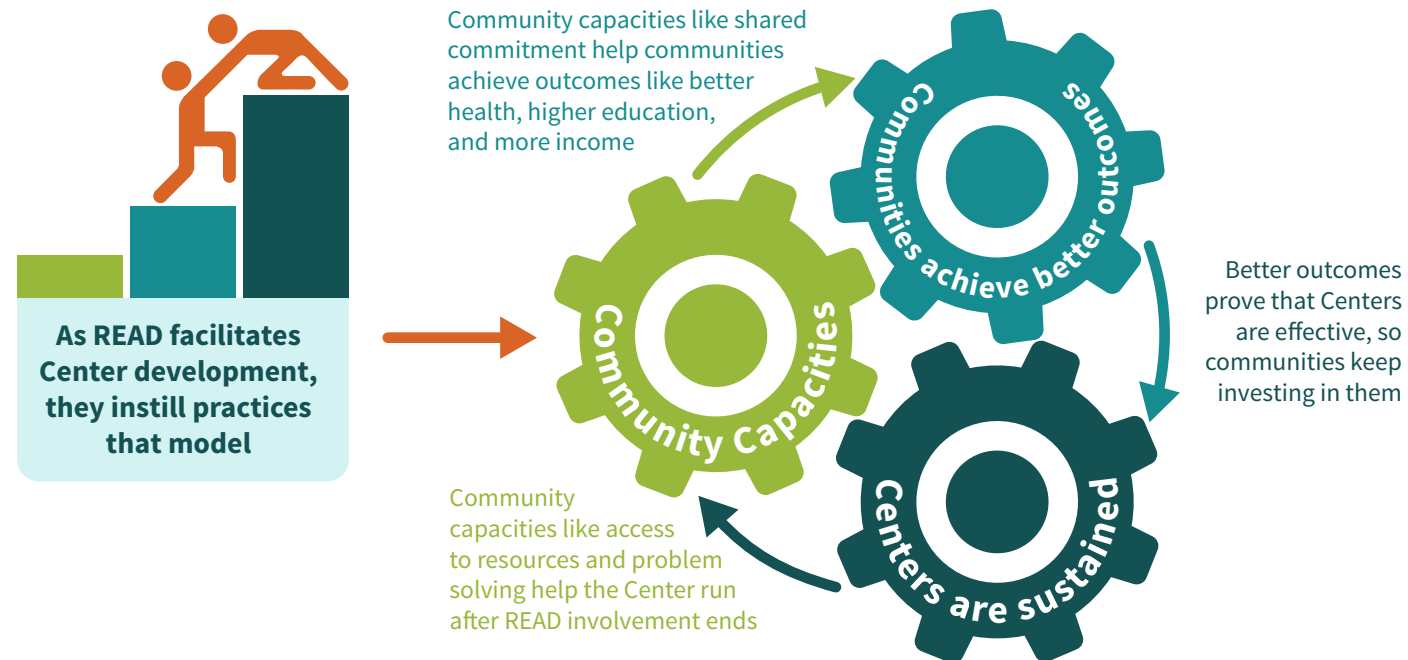 Community capacities like shared
commitment help communities
achieve outcomes like better
health, higher education,
and more income
Communities achieve better outcomes
Better outcomes
prove that Centers
are effective, so
communities keep
investing in them
As READ facilitates
Center development,
they instill practices
that model
Community Capacities
Centers are sustained
Community
capacities like access
to resources and problem
solving help the Center run
after READ involvement ends